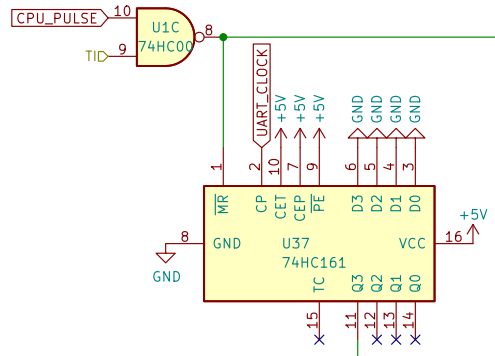 CPU_PULSE
10
U1C
74HC00
8
TI
9
UART_CLOCK
+5V
+5V
+5V
GND
GND
GND
GND
1
2
10
7
9
6
5
4
3
MR
CP
CET
CEP
PE
D3
D2
D1
D0
8
GND
U37
74HC161
VCC
16
+5V
GND
TC
Q3
Q2
Q1
Q0
15
11
12
13
14